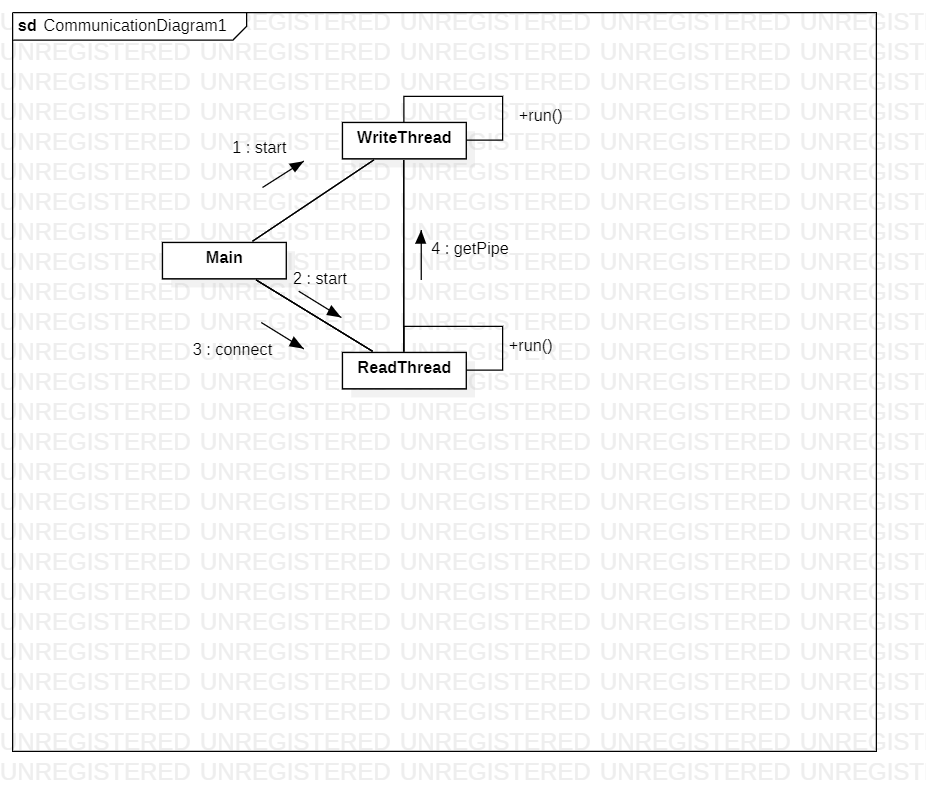 sd CommunicationDiagram1
+run()
WriteThread
1 : start
4 : getPipe
Main
2 : start
+run()
3 : connect
ReadThread
UNREGISTERED UNREGISTERED UNREGISTERED UNREGISTERED